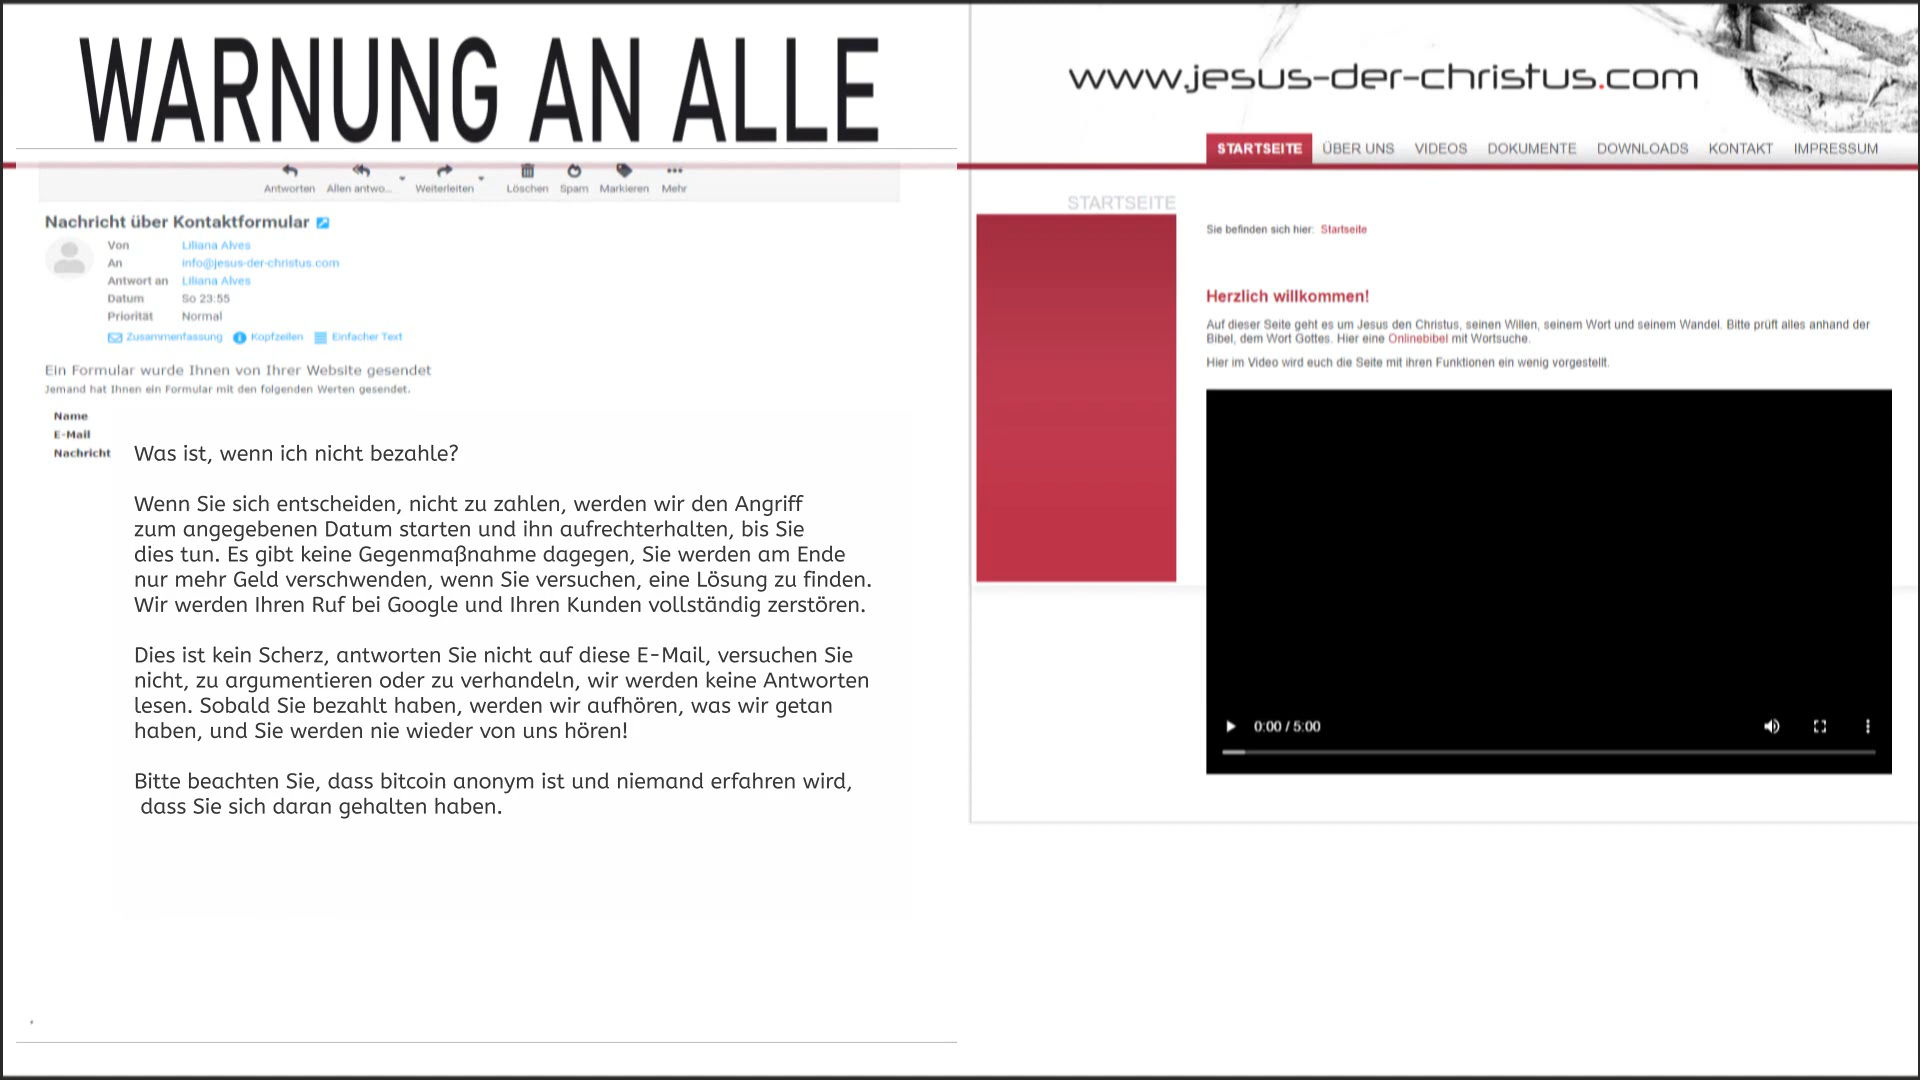 WARNUNG AN ALLE
Antworten Allen antwo... Weiterleiten Löschen Spam Markieren Mehr
Nachricht über Kontaktformular
Von Liliana Alves
An info@jesus-der-christus.com
Antwort an Liliana Alves
Datum So 23:55
Priorität Normal
Zusammenfassung Kopfzeilen Einfacher Text
Ein Formular wurde Ihnen von Ihrer Website gesendet
Jemand hat Ihnen ein Formular mit den folgenden Werten gesendet.
Name
E-Mail
Nachricht Was ist, wenn ich nicht bezahle?
Wenn Sie sich entscheiden, nicht zu zahlen, werden wir den Angriff
zum angegebenen Datum starten und ihn aufrechterhalten, bis Sie
dies tun. Es gibt keine Gegenmaßnahme dagegen, Sie werden am Ende
nur mehr Geld verschwenden, wenn Sie versuchen, eine Lösung zu finden.
Wir werden Ihren Ruf bei Google und Ihren Kunden vollständig zerstören.
Dies ist kein Scherz, antworten Sie nicht auf diese E-Mail, versuchen Sie
nicht, zu argumentieren oder zu verhandeln, wir werden keine Antworten
lesen. Sobald Sie bezahlt haben, werden wir aufhören, was wir getan
haben, und Sie werden nie wieder von uns hören!
Bitte beachten Sie, dass bitcoin anonym ist und niemand erfahren wird,
dass Sie sich daran gehalten haben.
www.jesus-der-christus.com
STARTSEITE ÜBER UNS VIDEOS DOKUMENTE DOWNLOADS KONTAKT IMPRESSUM
STARTSEITE
Sie befinden sich hier: Startseite
Herzlich willkommen!
Auf dieser Seite geht es um Jesus den Christus, seinen Willen, seinem Wort und seinem Wandel. Bitte prüft alles anhand der
Bibel, dem Wort Gottes. Hier eine Onlinebibel mit Wortsuche.
Hier im Video wird euch die Seite mit ihren Funktionen ein wenig vorgestellt.
0:00 / 5:00